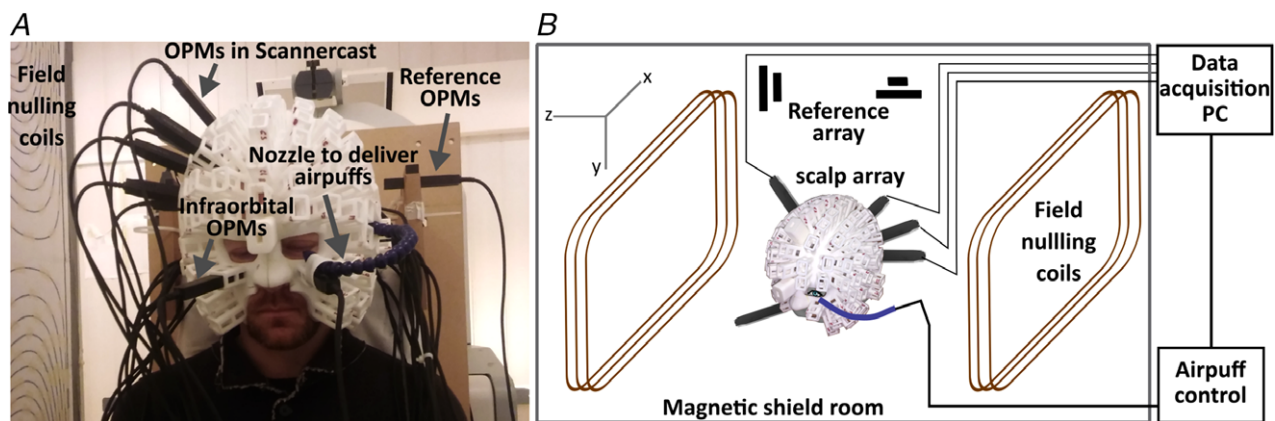 A
OPMs in Scannercast
Field
nulling
coils
Reference
OPMs
Nozzle to deliver
airpuffs
Infraorbital
OPMs
B
x
z
y
Reference
array
scalp array
Field
nullling
coils
Magnetic shield room
Data
acquisition
PC
Airpuff
control